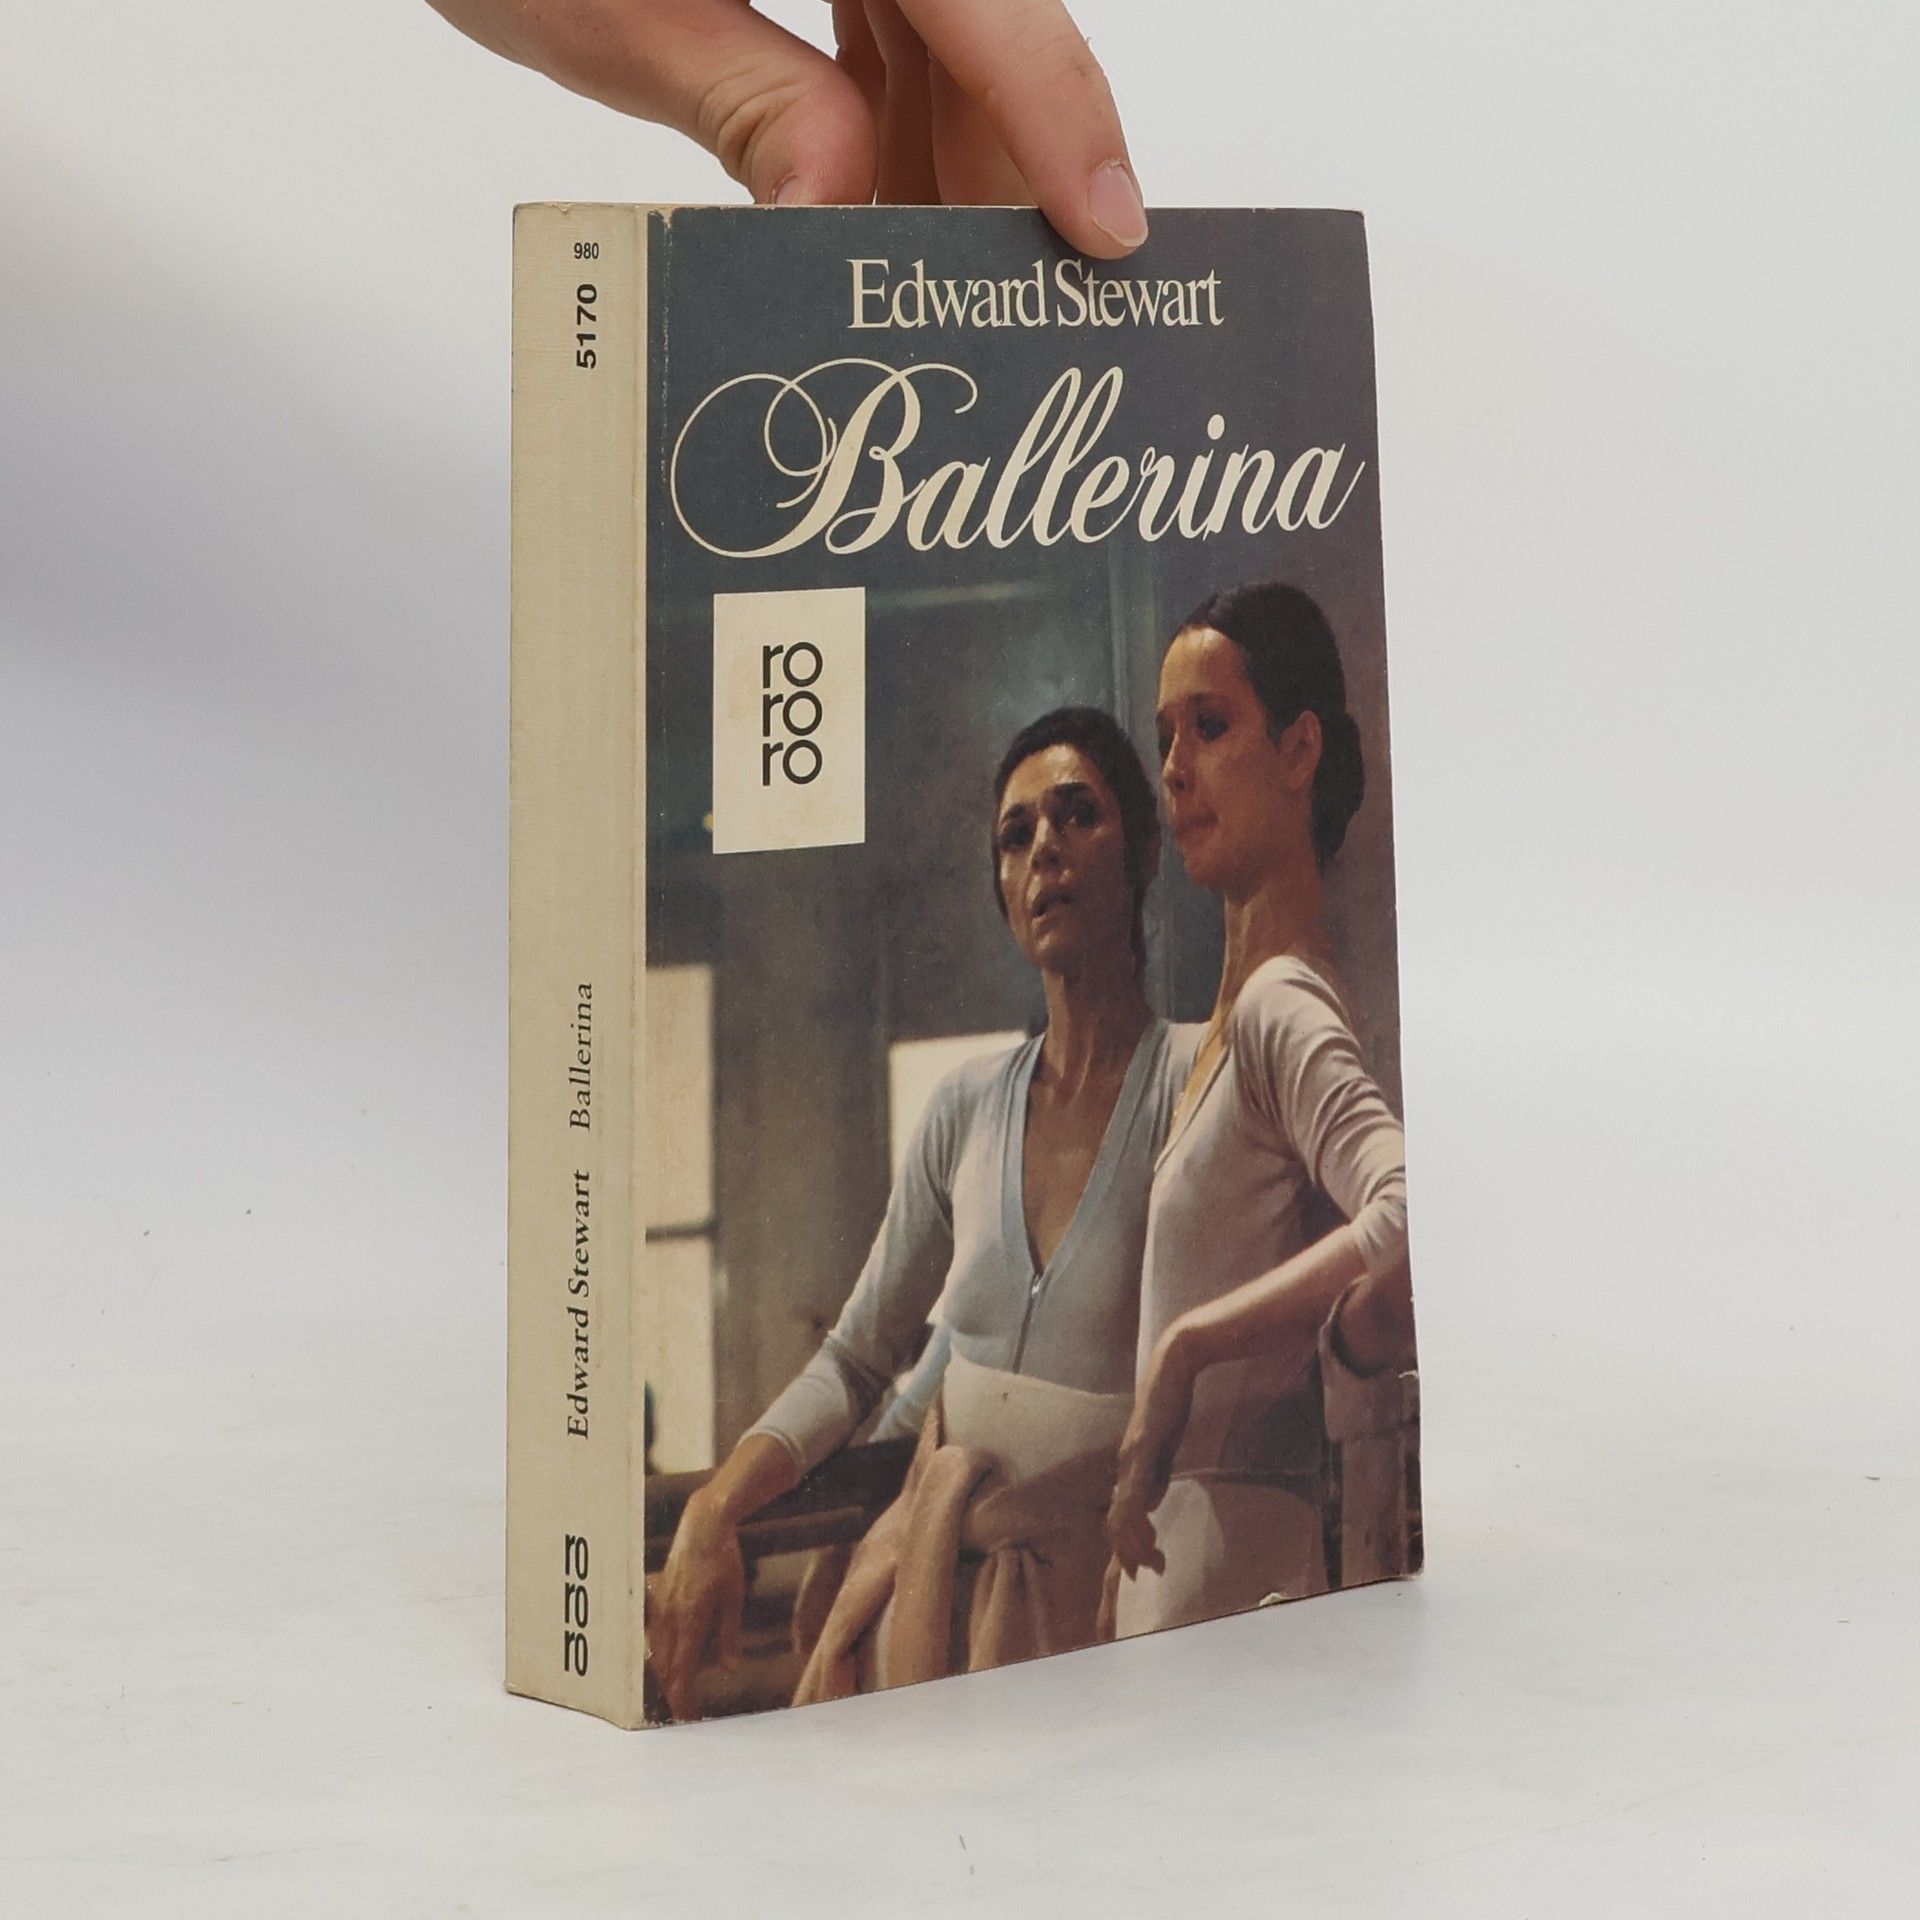 980
5170
Edward Stewart Ballerina
ro
ro
ro
Edward Stewart
Ballerina
ro
ro
ro